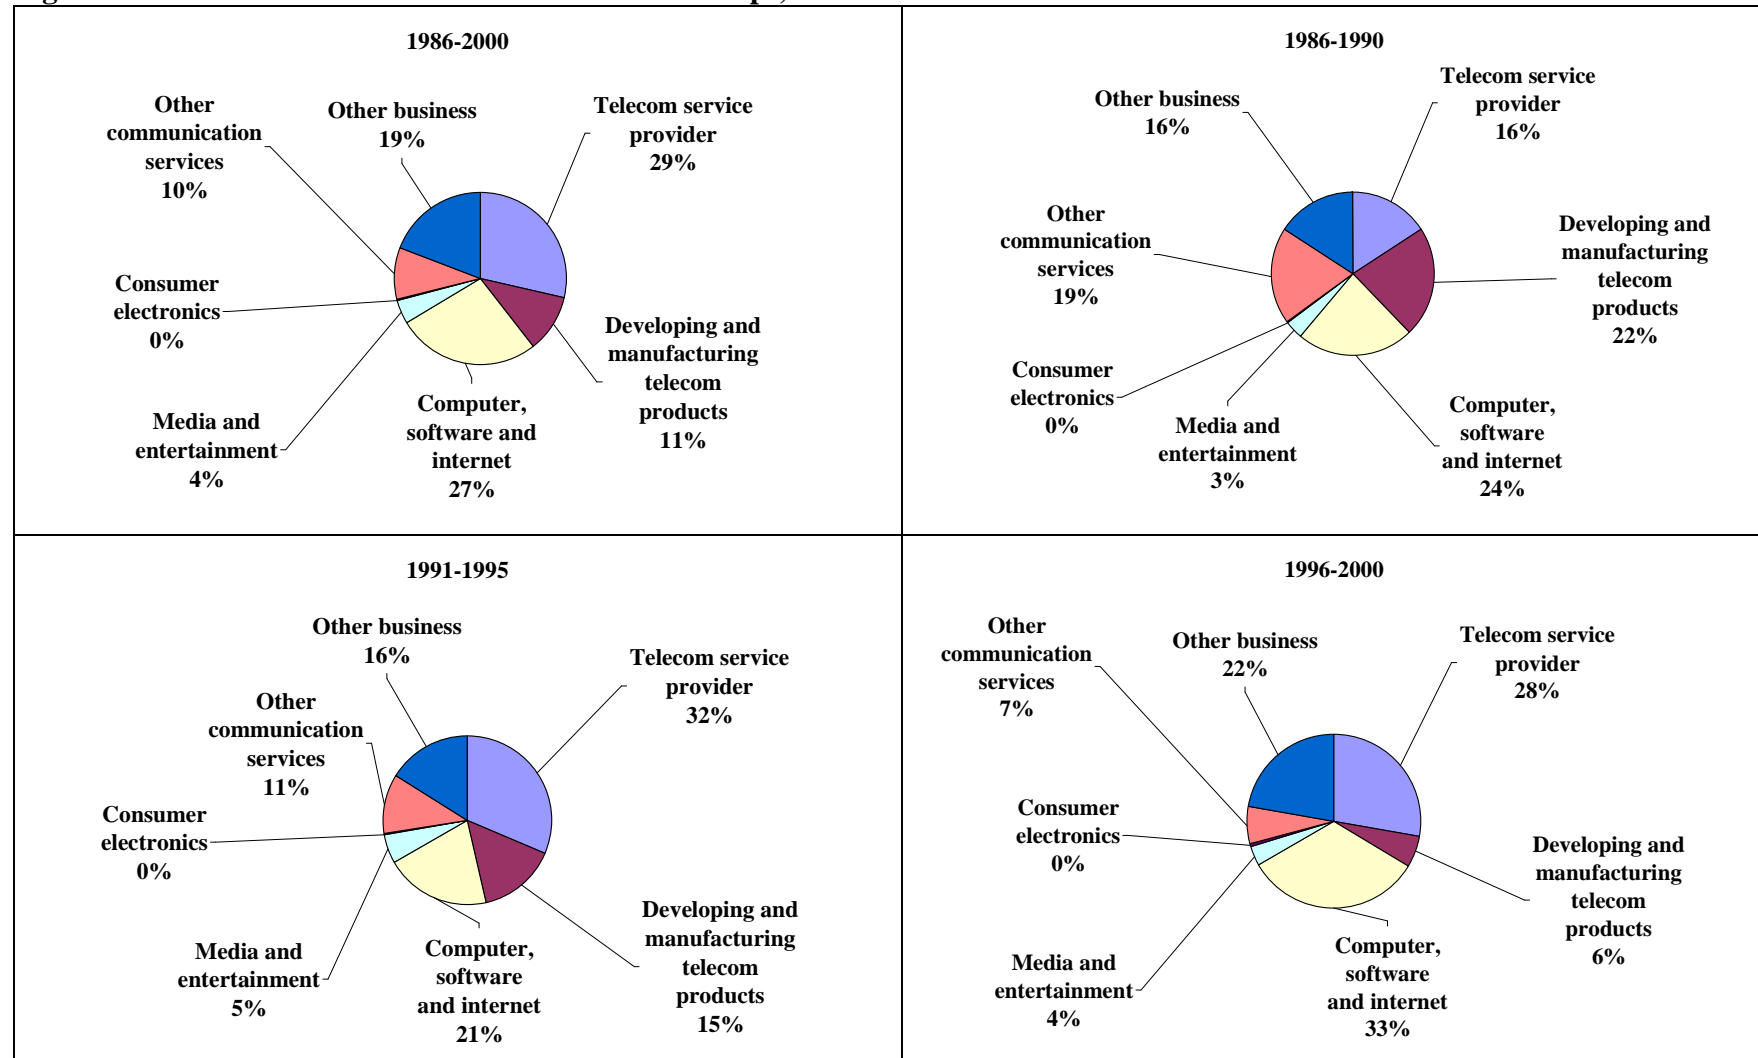 1986-2000
Other
communication
services
10%
Other business
19%
Telecom service
provider
29%
Consumer
electronics
0%
Developing and
manufacturing
telecom
products
11%
Media and
entertainment
4%
Computer,
software and
internet
27%
1986-1990
Other business
16%
Telecom service
provider
16%
Other
communication
services
19%
Developing and
manufacturing
telecom
products
22%
Consumer
electronics
0%
Media and
entertainment
3%
Computer,
software
and internet
24%
1991-1995
Other business
16%
Telecom service
provider
32%
Other
communication
services
11%
Consumer
electronics
0%
Media and
entertainment
5%
Computer,
software
and internet
21%
Developing and
manufacturing
telecom
products
15%
1996-2000
Other
communication
services
7%
Other business
22%
Telecom service
provider
28%
Consumer
electronics
0%
Developing and
manufacturing
telecom
products
6%
Media and
entertainment
4%
Computer,
software
and internet
33%